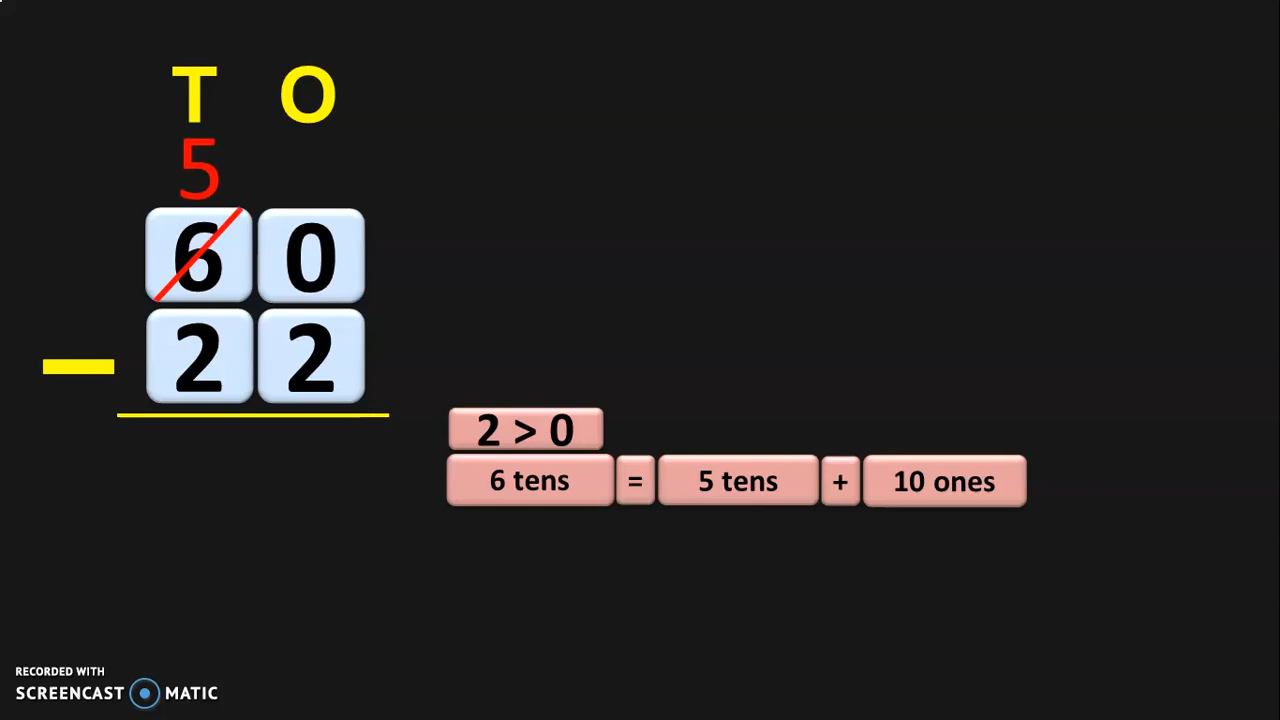 T O
5
6 0
− 2 2
2 > 0
6 tens = 5 tens + 10 ones
RECORDED WITH
SCREENCAST MATIC